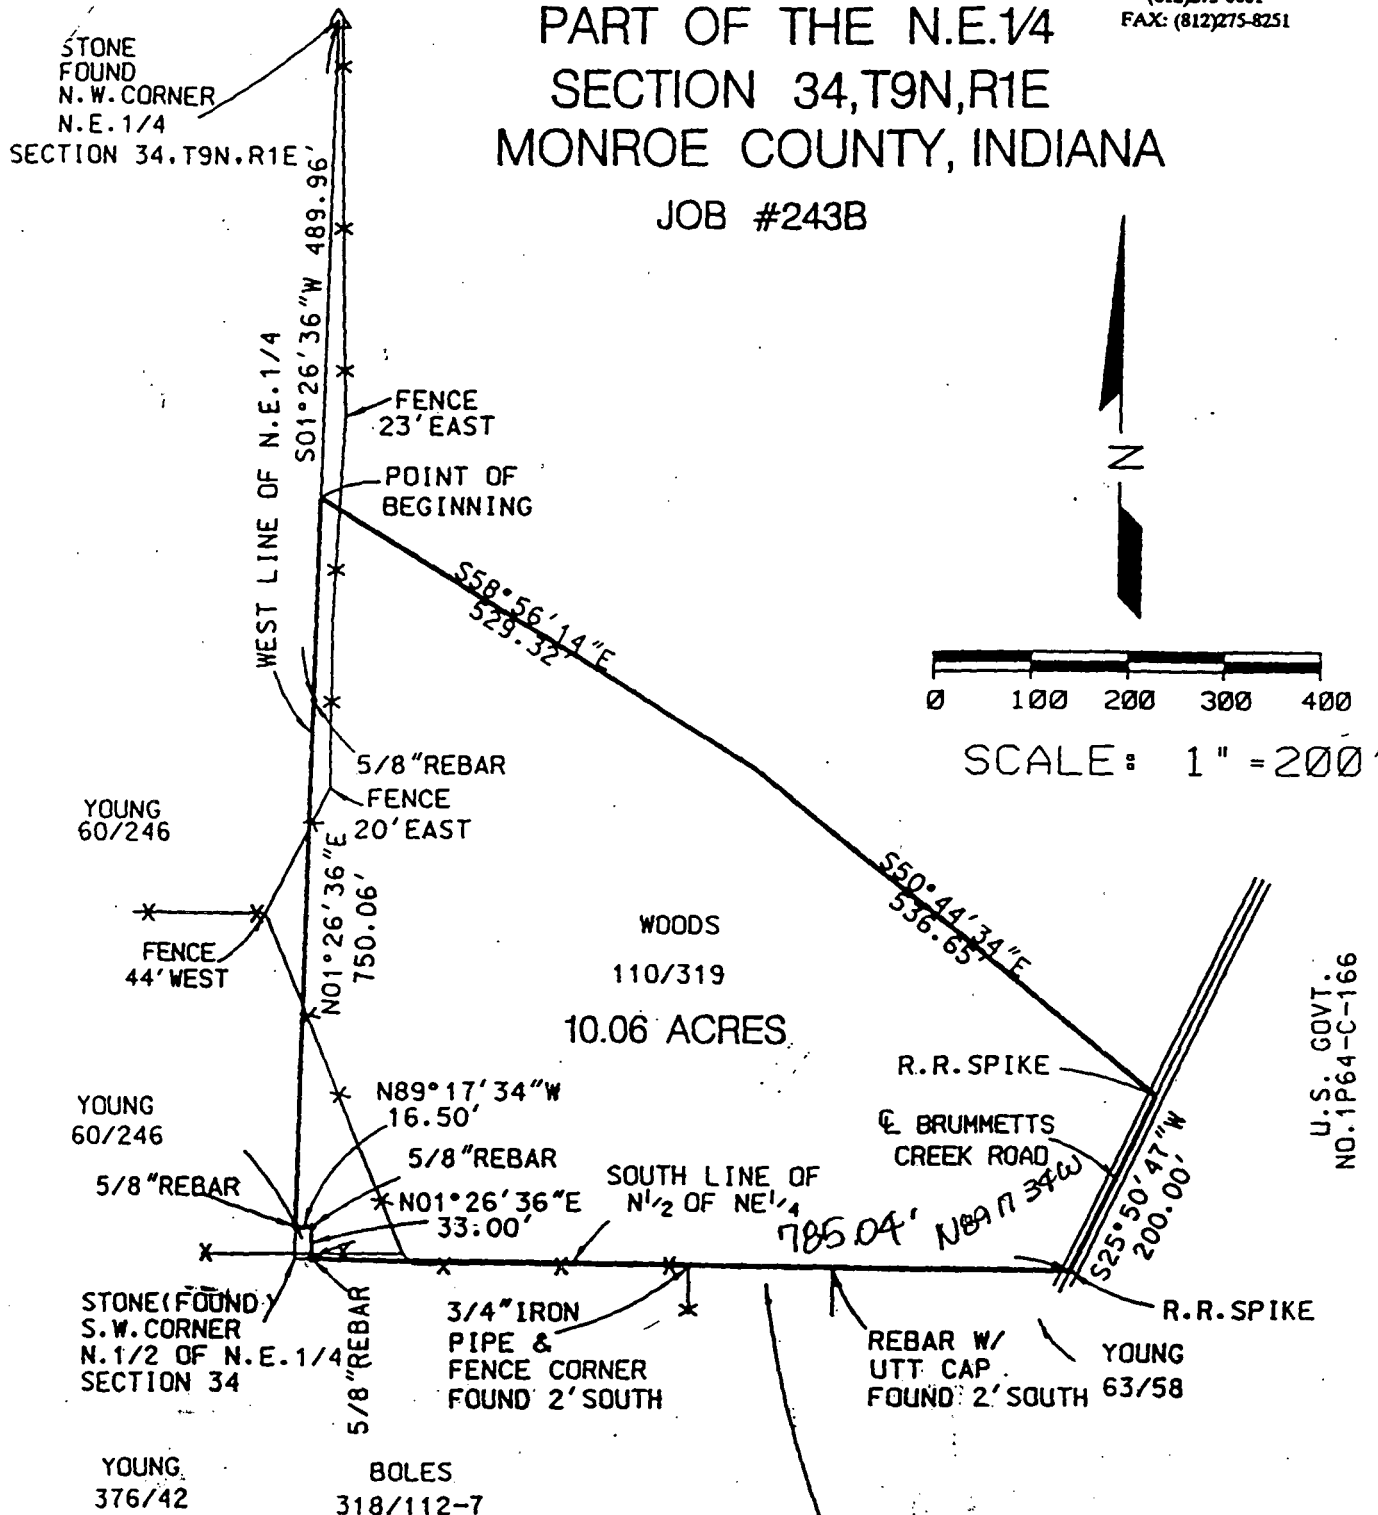 PART OF THE N.E.1/4
SECTION 34,T9N,R1E
MONROE COUNTY, INDIANA
JOB #243B
FAX: (812)275-8251
STONE
FOUND
N.W.CORNER
N.E.1/4
SECTION 34.T9N.R1E
S01°26'36"W 489.96'
WEST LINE OF N.E.1/4
FENCE
23'EAST
POINT OF
BEGINNING
N
S58°56'14"E
529.32'
0 100 200 300 400
SCALE: 1"=200'
5/8"REBAR
FENCE
20'EAST
YOUNG
60/246
N01°26'36"E
750.06'
FENCE
44'WEST
WOODS
110/319
10.06 ACRES
S50°44'34"E
536.65'
U.S. GOVT.
NO.1P64-C-166
R.R.SPIKE
℄ BRUMMETTS
CREEK ROAD
S25°50'47"W
200.00'
N89°17'34"W
16.50'
YOUNG
60/246
5/8"REBAR
5/8"REBAR
N01°26'36"E
33.00'
SOUTH LINE OF
N1/2 OF NE1/4
785.04' N89 17 34W
STONE(FOUND)
S.W.CORNER
N.1/2 OF N.E.1/4
SECTION 34
5/8"REBAR
3/4"IRON
PIPE &
FENCE CORNER
FOUND 2'SOUTH
REBAR W/
UTT CAP
FOUND 2'SOUTH
R.R.SPIKE
YOUNG
63/58
YOUNG
376/42
BOLES
318/112-7